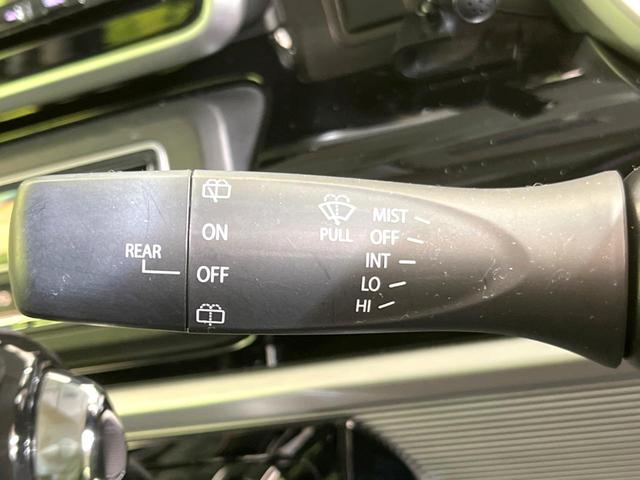 REAR
ON
OFF
PULL
MIST
OFF
INT
LO
HI